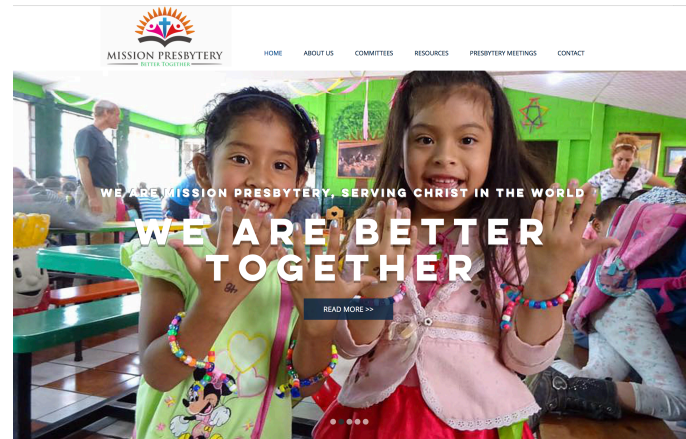 MISSION PRESBYTERY
BETTER TOGETHER
HOME ABOUT US COMMITTEES RESOURCES PRESBYTERY MEETINGS CONTACT
WE ARE MISSION PRESBYTERY, SERVING CHRIST IN THE WORLD
WE ARE BETTER
TOGETHER
READ MORE >>